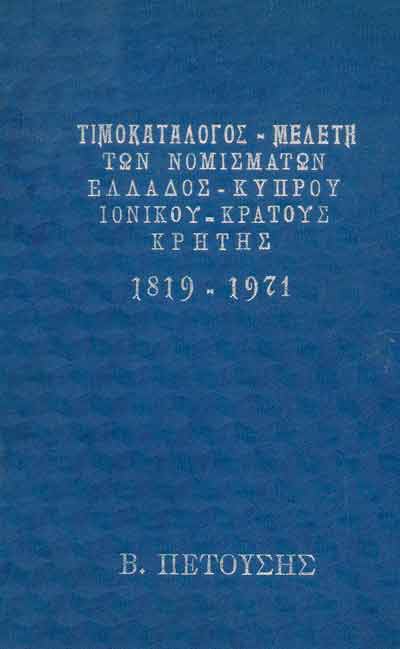 ΤΙΜΟΚΑΤΑΛΟΓΟΣ - ΜΕΛΕΤΗ
ΤΩΝ ΝΟΜΙΣΜΑΤΩΝ
ΕΛΛΑΔΟΣ - ΚΥΠΡΟΥ
ΙΟΝΙΚΟΥ - ΚΡΑΤΟΥΣ
ΚΡΗΤΗΣ
1819 - 1971
Β. ΠΕΤΟΥΣΗΣ